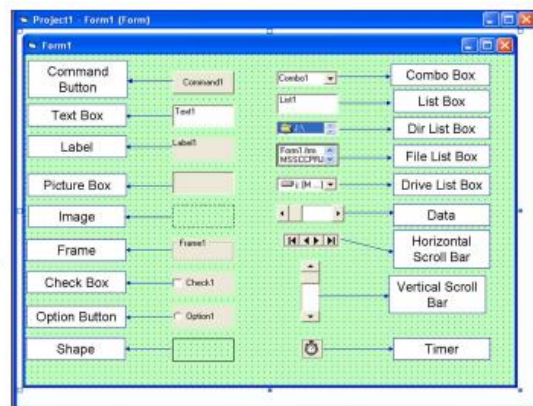 Project1 - Form1 (Form)
Form1
Command
Button
Command1
Text Box
Text1
Label
Label1
Picture Box
Image
Frame
Frame1
Check Box
Check1
Option Button
Option1
Shape
Combo1
Combo Box
List1
List Box
Dir List Box
Form1.frm
File List Box
Drive List Box
Data
Horizontal
Scroll Bar
Vertical Scroll
Bar
Timer